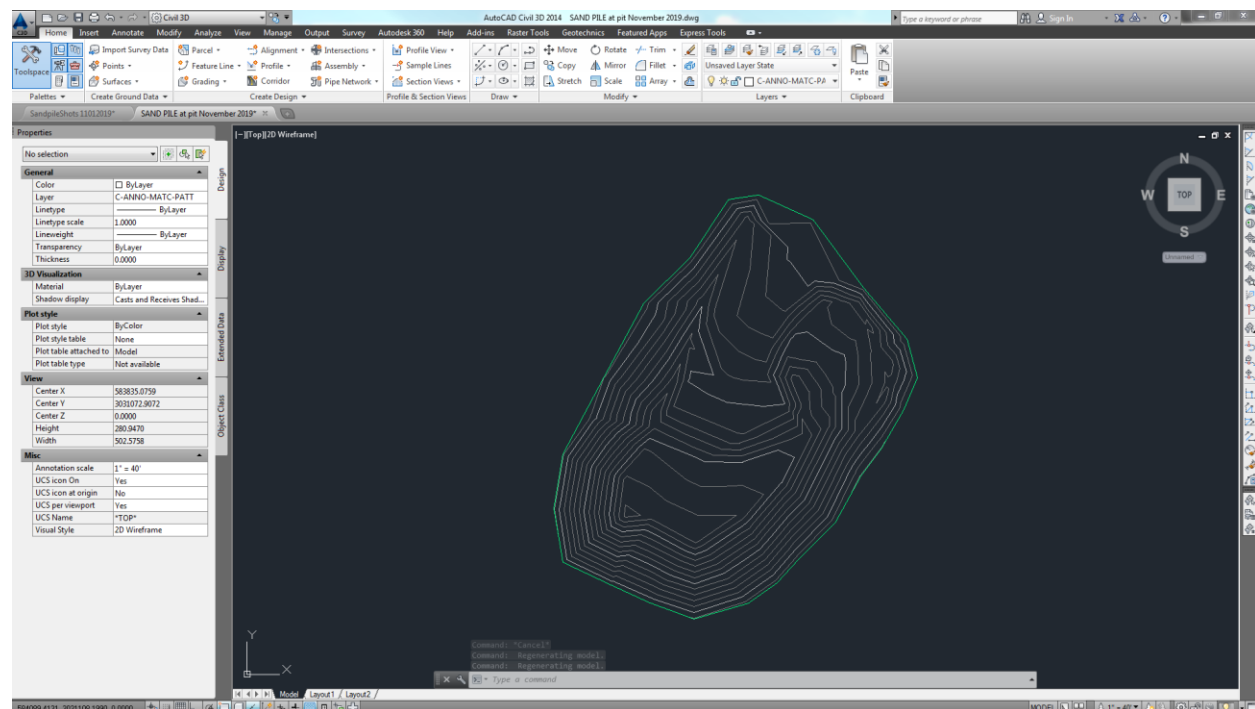 Civil 3D
AutoCAD Civil 3D 2014 SAND PILE at pit November 2019.dwg
Type a keyword or phrase
Sign In
Home Insert Annotate Modify Analyze View Manage Output Survey Autodesk 360 Help Add-ins Raster Tools Geotechnics Featured Apps Express Tools
Toolspace
Import Survey Data
Points
Surfaces
Parcel
Feature Line
Grading
Alignment
Profile
Corridor
Intersections
Assembly
Pipe Network
Profile View
Sample Lines
Section Views
Move
Copy
Stretch
Rotate
Mirror
Scale
Trim
Fillet
Array
Unsaved Layer State
C-ANNO-MATC-PA
Paste
Palettes Create Ground Data Create Design Profile & Section Views Draw Modify Layers Clipboard
SandpileShots 11012019* SAND PILE at pit November 2019*
Properties
[−][Top][2D Wireframe]
No selection
General
Color ByLayer
Layer C-ANNO-MATC-PATT
Linetype ByLayer
Linetype scale 1.0000
Lineweight ByLayer
Transparency ByLayer
Thickness 0.0000
3D Visualization
Material ByLayer
Shadow display Casts and Receives Shad...
Plot style
Plot style ByColor
Plot style table None
Plot table attached to Model
Plot table type Not available
View
Center X 583835.0759
Center Y 3031072.9072
Center Z 0.0000
Height 280.9470
Width 502.5758
Misc
Annotation scale 1" = 40'
UCS icon On Yes
UCS icon at origin No
UCS per viewport Yes
UCS Name *TOP*
Visual Style 2D Wireframe
Design
Display
Extended Data
Object Class
N
W TOP E
S
Unnamed
Y
X
Command: *Cancel*
Command: Regenerating model.
Command: Regenerating model.
Type a command
Model Layout1 Layout2
MODEL